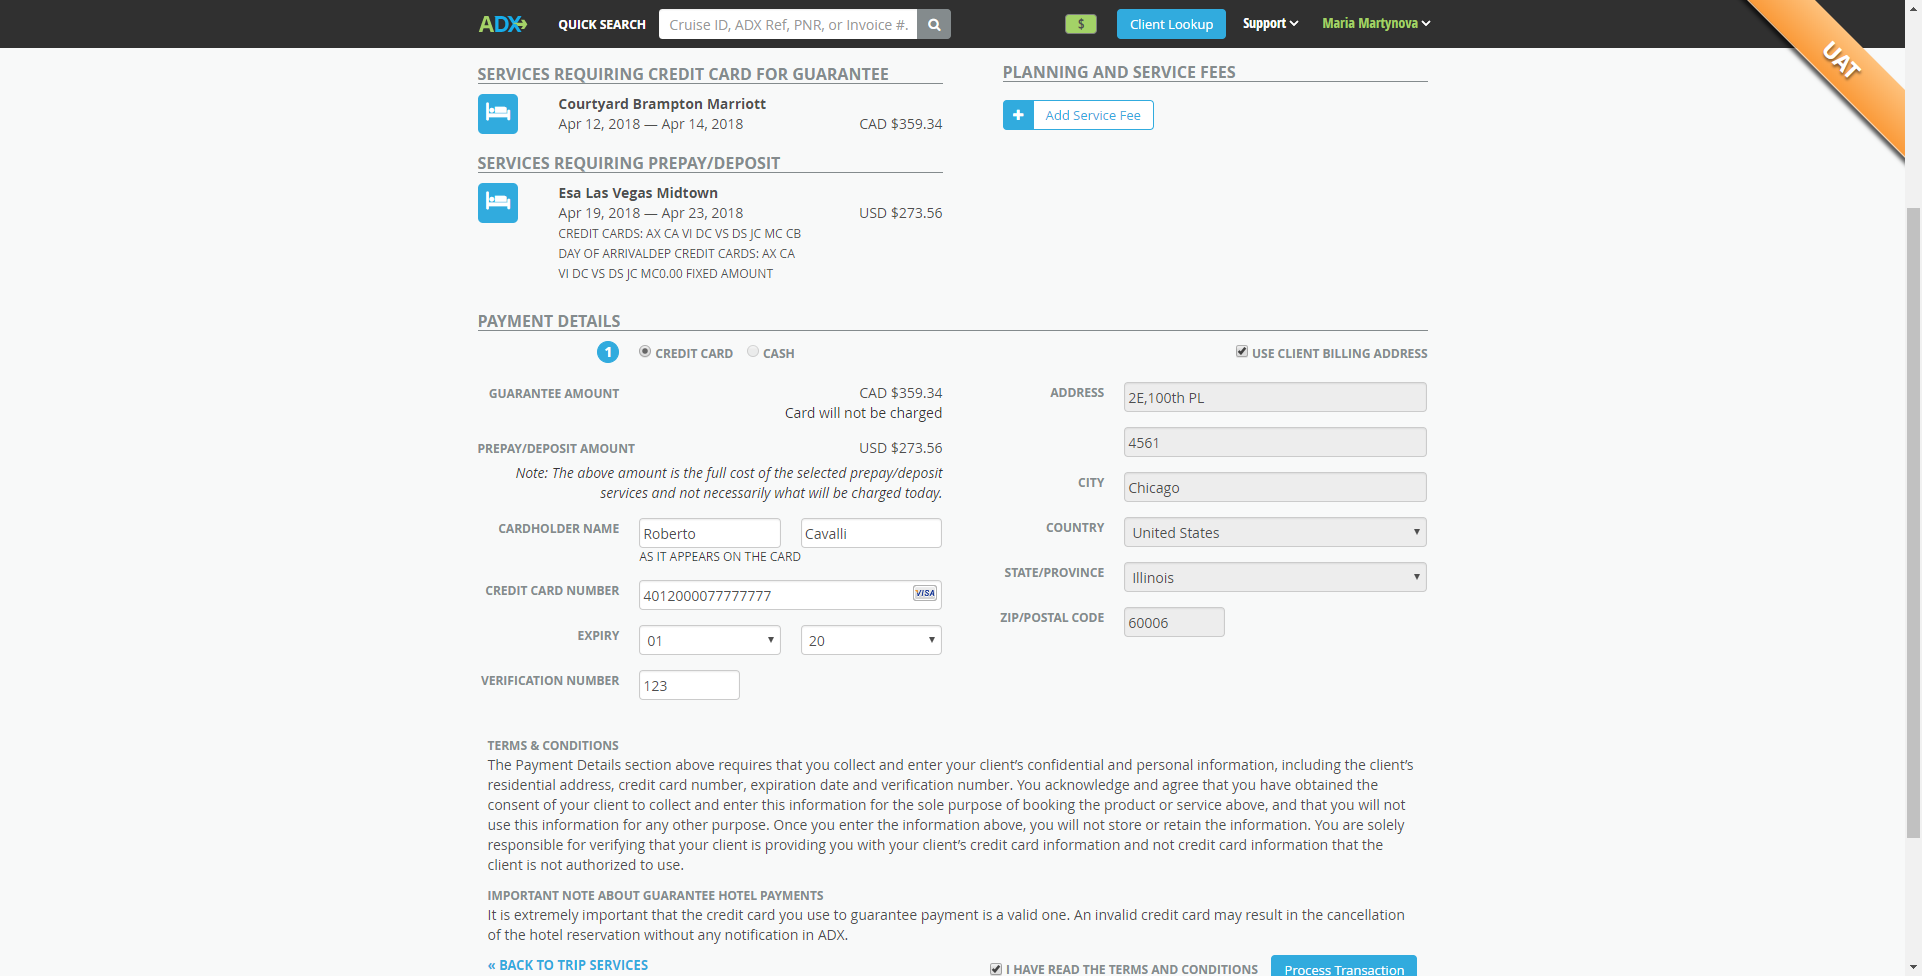 ADX
QUICK SEARCH
Cruise ID, ADX Ref, PNR, or Invoice #.
$
Client Lookup
Support
Maria Martynova
UAT
SERVICES REQUIRING CREDIT CARD FOR GUARANTEE
Courtyard Brampton Marriott
Apr 12, 2018 — Apr 14, 2018 CAD $359.34
PLANNING AND SERVICE FEES
Add Service Fee
SERVICES REQUIRING PREPAY/DEPOSIT
Esa Las Vegas Midtown
Apr 19, 2018 — Apr 23, 2018 USD $273.56
CREDIT CARDS: AX CA VI DC VS DS JC MC CB
DAY OF ARRIVALDEP CREDIT CARDS: AX CA
VI DC VS DS JC MC0.00 FIXED AMOUNT
PAYMENT DETAILS
1 CREDIT CARD CASH
USE CLIENT BILLING ADDRESS
GUARANTEE AMOUNT CAD $359.34
Card will not be charged
PREPAY/DEPOSIT AMOUNT USD $273.56
Note: The above amount is the full cost of the selected prepay/deposit
services and not necessarily what will be charged today.
CARDHOLDER NAME Roberto Cavalli
AS IT APPEARS ON THE CARD
CREDIT CARD NUMBER 4012000077777777 VISA
EXPIRY 01 20
VERIFICATION NUMBER 123
ADDRESS 2E,100th PL
4561
CITY Chicago
COUNTRY United States
STATE/PROVINCE Illinois
ZIP/POSTAL CODE 60006
TERMS & CONDITIONS
The Payment Details section above requires that you collect and enter your client's confidential and personal information, including the client's
residential address, credit card number, expiration date and verification number. You acknowledge and agree that you have obtained the
consent of your client to collect and enter this information for the sole purpose of booking the product or service above, and that you will not
use this information for any other purpose. Once you enter the information above, you will not store or retain the information. You are solely
responsible for verifying that your client is providing you with your client's credit card information and not credit card information that the
client is not authorized to use.
IMPORTANT NOTE ABOUT GUARANTEE HOTEL PAYMENTS
It is extremely important that the credit card you use to guarantee payment is a valid one. An invalid credit card may result in the cancellation
of the hotel reservation without any notification in ADX.
« BACK TO TRIP SERVICES
I HAVE READ THE TERMS AND CONDITIONS
Process Transaction